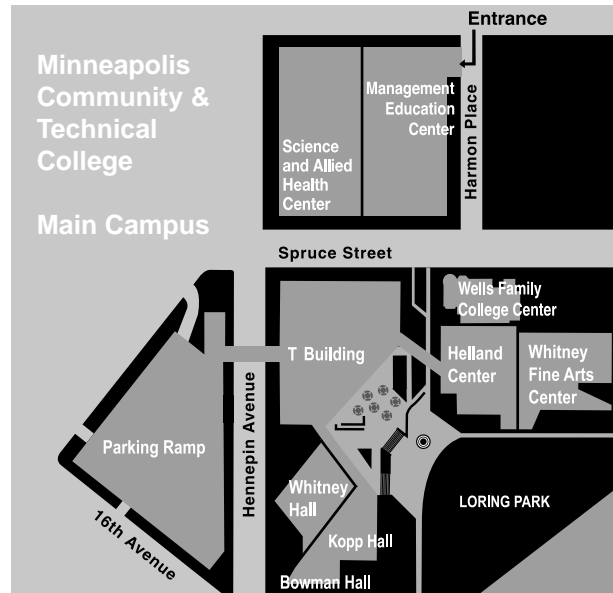 Entrance
Minneapolis
Community &
Technical
College
Main Campus
Management
Education
Center
Science
and Allied
Health
Center
Harmon Place
Spruce Street
Wells Family
College Center
T Building
Helland
Center
Whitney
Fine Arts
Center
Hennepin Avenue
Parking Ramp
16th Avenue
Whitney
Hall
LORING PARK
Kopp Hall
Bowman Hall